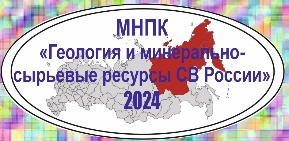 МНПК
«Геология и минерально-
сырьевые ресурсы СВ России»
2024